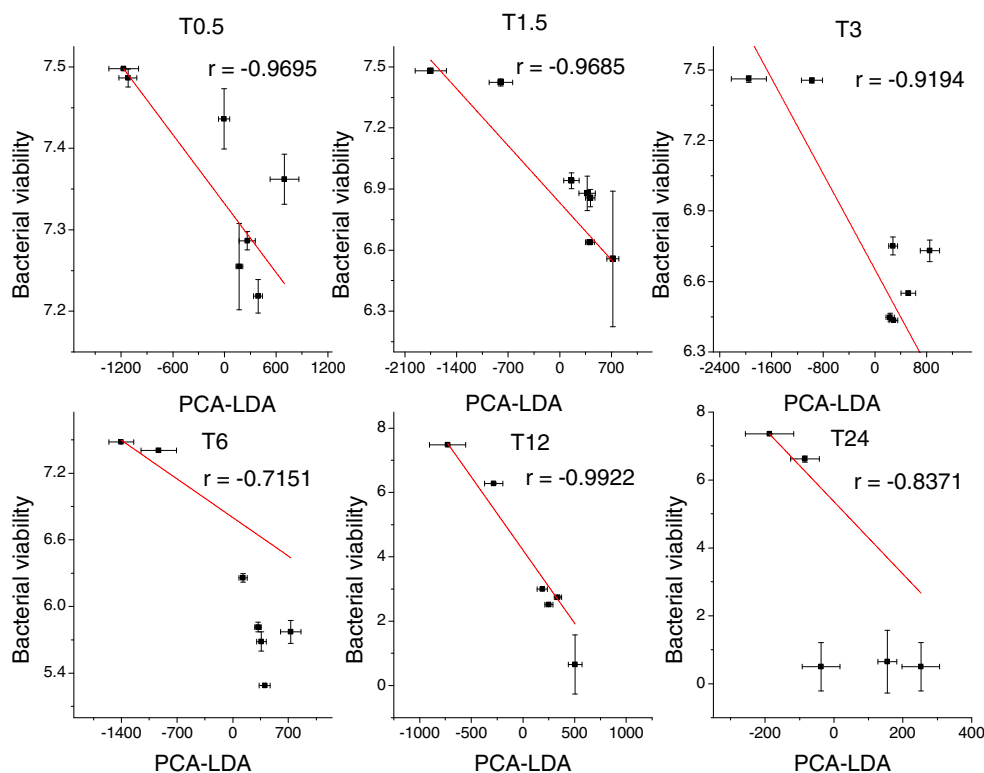 T0.5
r = -0.9695
Bacterial viability
7.5
7.4
7.3
7.2
-1200 -600 0 600 1200
PCA-LDA
T1.5
r = -0.9685
Bacterial viability
7.5
7.2
6.9
6.6
6.3
-2100 -1400 -700 0 700
PCA-LDA
T3
r = -0.9194
Bacterial viability
7.5
7.2
6.9
6.6
6.3
-2400 -1600 -800 0 800
PCA-LDA
T6
r = -0.7151
Bacterial viability
7.2
6.6
6.0
5.4
-1400 -700 0 700
PCA-LDA
T12
r = -0.9922
Bacterial viability
8
6
4
2
0
-1000 -500 0 500 1000
PCA-LDA
T24
r = -0.8371
Bacterial viability
8
6
4
2
0
-200 0 200 400
PCA-LDA